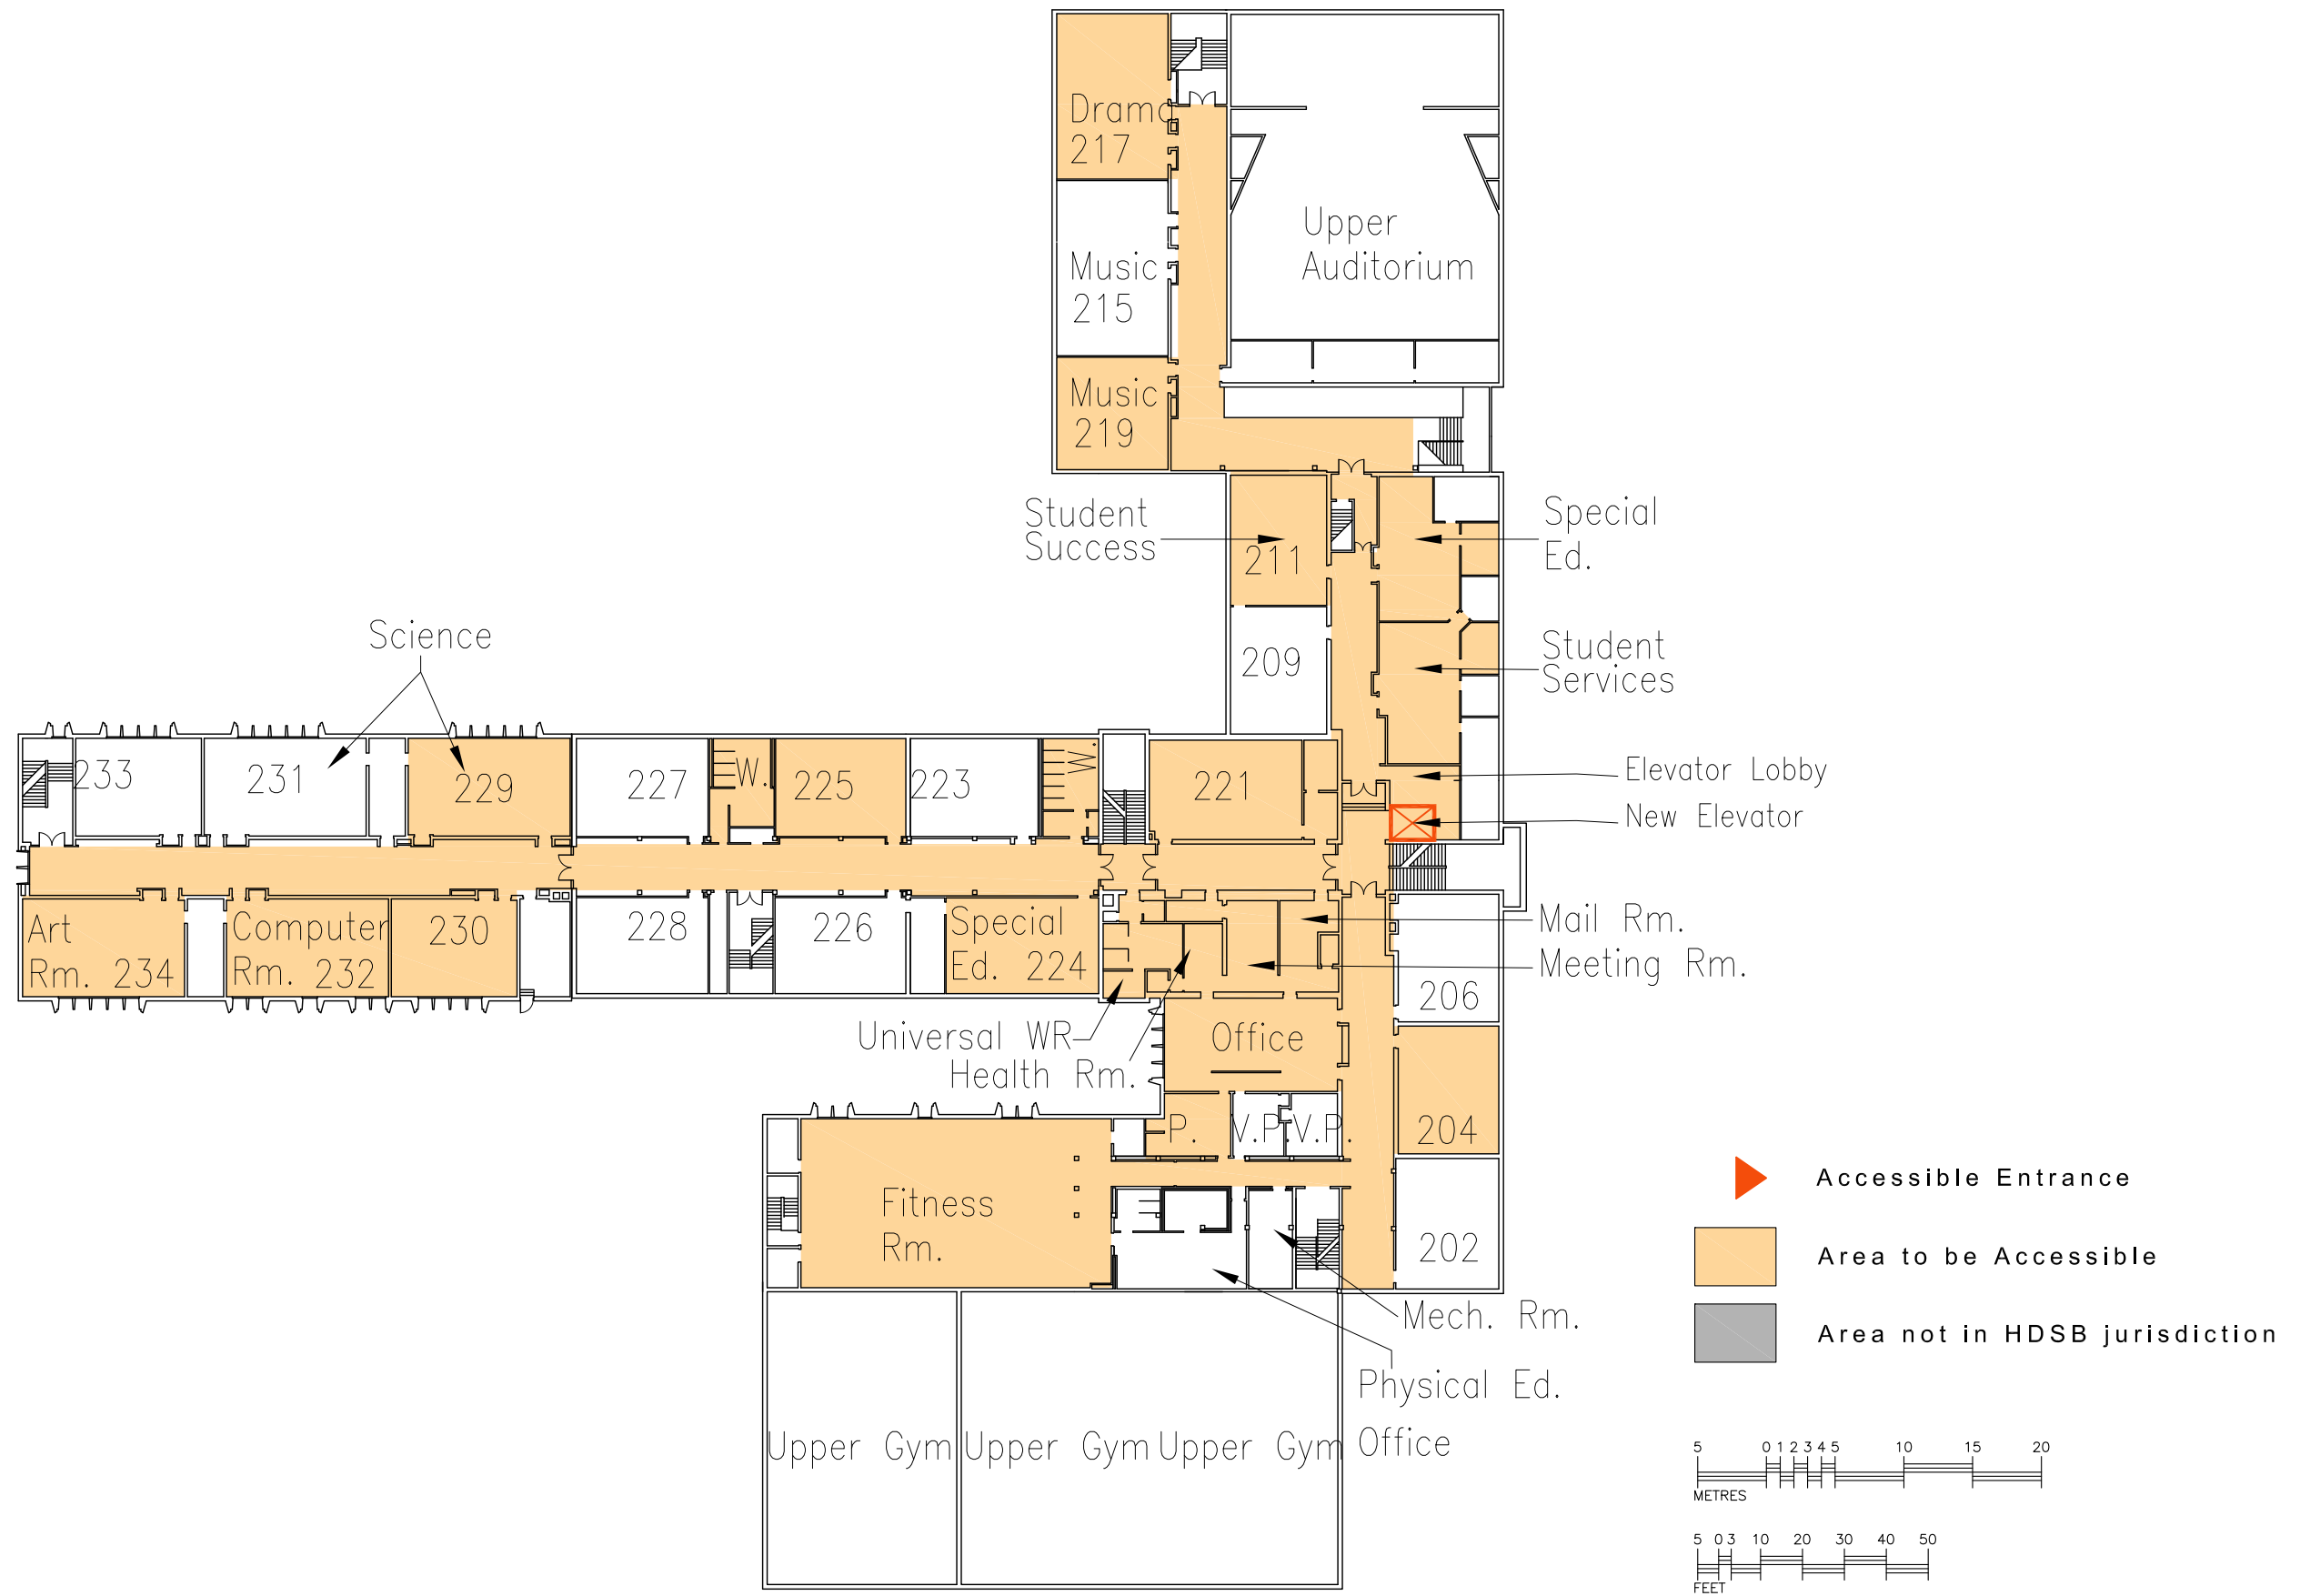 Drama
217
Upper
Auditorium
Music
215
Music
219
Student
Success
211
Special
Ed.
Science
209
Student
Services
233
231
229
227
W.
225
223
W.
221
Elevator Lobby
New Elevator
Art
Rm. 234
Computer
Rm. 232
230
228
226
Special
Ed. 224
Mail Rm.
Meeting Rm.
206
Universal WR
Health Rm.
Office
P.
V.P.
V.P.
204
Fitness
Rm.
202
Accessible Entrance
Area to be Accessible
Area not in HDSB jurisdiction
Mech. Rm.
Physical Ed.
Office
Upper Gym
Upper Gym
Upper Gym
5 0 1 2 3 4 5 10 15 20
METRES
5 0 3 10 20 30 40 50
FEET